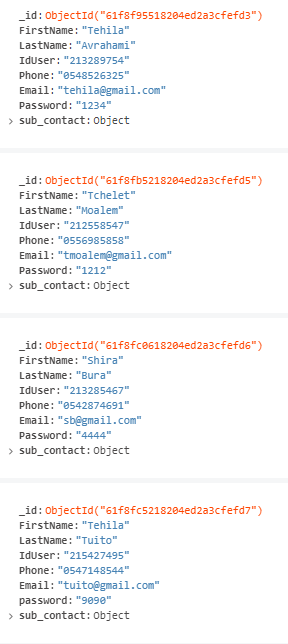 _id: ObjectId("61f8f95518204ed2a3cfefd3")
FirstName: "Tehila"
LastName: "Avrahami"
IdUser: "213289754"
Phone: "0548526325"
Email: "tehila@gmail.com"
Password: "1234"
> sub_contact: Object
_id: ObjectId("61f8fb5218204ed2a3cfefd5")
FirstName: "Tchelet"
LastName: "Moalem"
IdUser: "212558547"
Phone: "0556985858"
Email: "tmoalem@gmail.com"
Password: "1212"
> sub_contact: Object
_id: ObjectId("61f8fc0618204ed2a3cfefd6")
FirstName: "Shira"
LastName: "Bura"
IdUser: "213285467"
Phone: "0542874691"
Email: "sb@gmail.com"
Password: "4444"
> sub_contact: Object
_id: ObjectId("61f8fc5218204ed2a3cfefd7")
FirstName: "Tehila"
LastName: "Tuito"
IdUser: "215427495"
Phone: "0547148544"
Email: "tuito@gmail.com"
password: "9090"
> sub_contact: Object